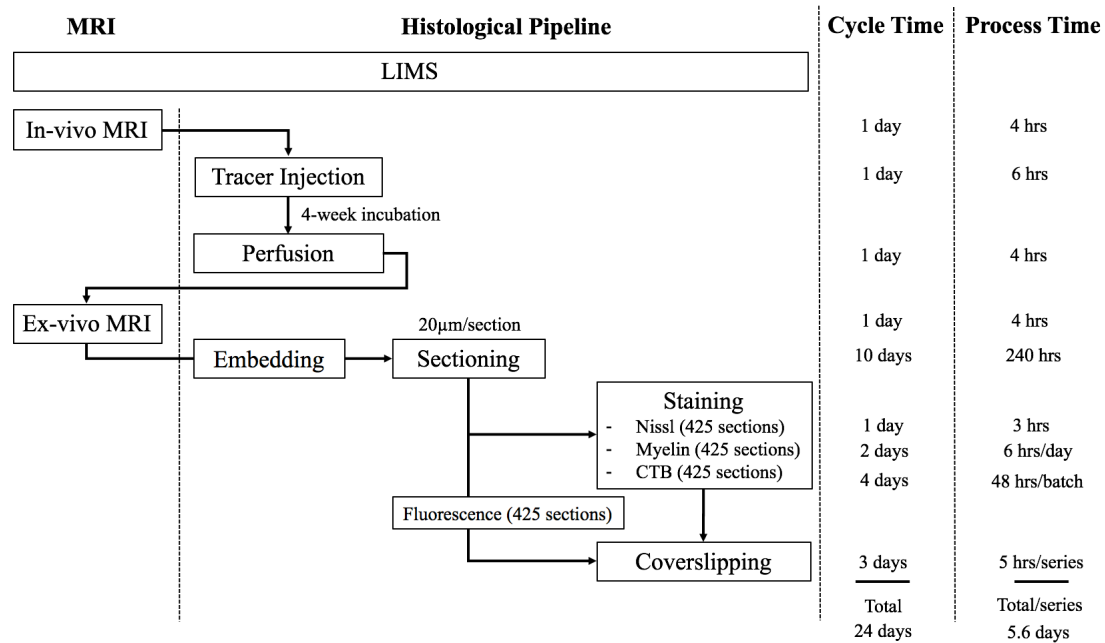 MRI Histological Pipeline Cycle Time Process Time
LIMS
In-vivo MRI 1 day 4 hrs
Tracer Injection 1 day 6 hrs
4-week incubation
Perfusion 1 day 4 hrs
Ex-vivo MRI 1 day 4 hrs
20μm/section
Embedding Sectioning 10 days 240 hrs
Staining
- Nissl (425 sections) 1 day 3 hrs
- Myelin (425 sections) 2 days 6 hrs/day
- CTB (425 sections) 4 days 48 hrs/batch
Fluorescence (425 sections)
Coverslipping 3 days 5 hrs/series
Total Total/series
24 days 5.6 days